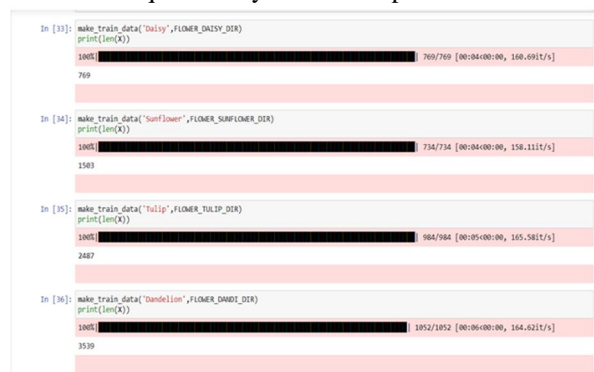 In [33]: make_train_data('Daisy',FLOWER_DAISY_DIR)
print(len(X))
100%| | 769/769 [00:04<00:00, 160.69it/s]
769
In [34]: make_train_data('Sunflower',FLOWER_SUNFLOWER_DIR)
print(len(X))
100%| | 734/734 [00:04<00:00, 158.11it/s]
1503
In [35]: make_train_data('Tulip',FLOWER_TULIP_DIR)
print(len(X))
100%| | 984/984 [00:05<00:00, 165.58it/s]
2487
In [36]: make_train_data('Dandelion',FLOWER_DANDI_DIR)
print(len(X))
100%| | 1052/1052 [00:06<00:00, 164.62it/s]
3539